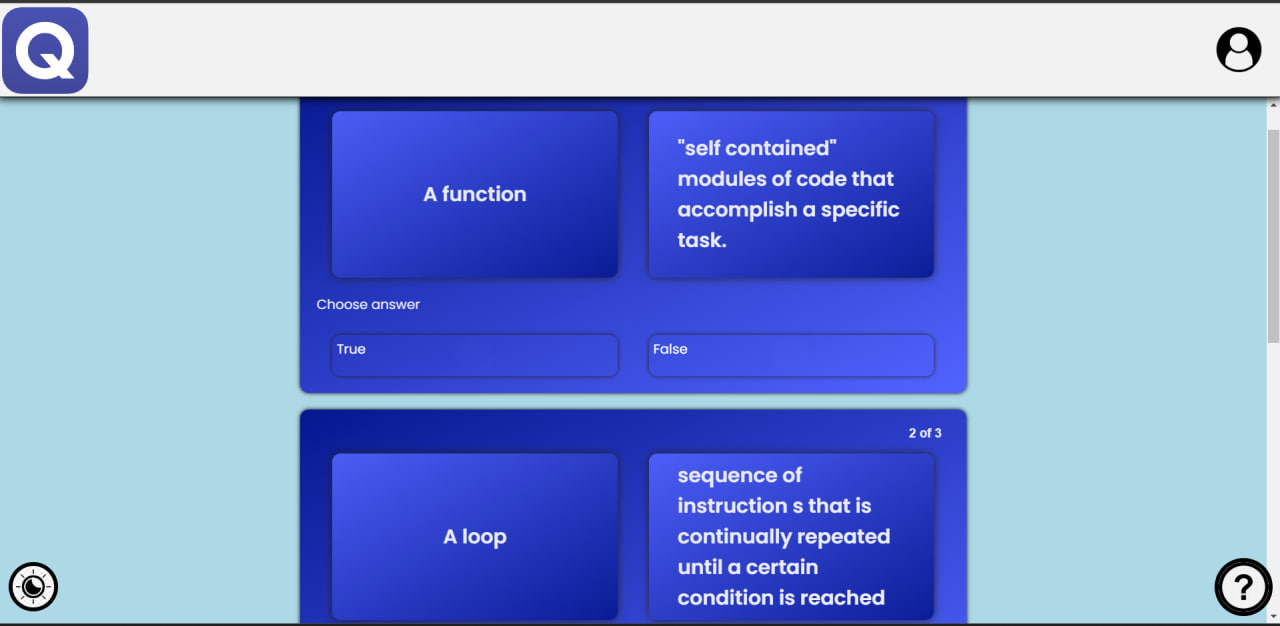 Q
A function
"self contained"
modules of code that
accomplish a specific
task.
Choose answer
True
False
2 of 3
A loop
sequence of
instruction s that is
continually repeated
until a certain
condition is reached
?